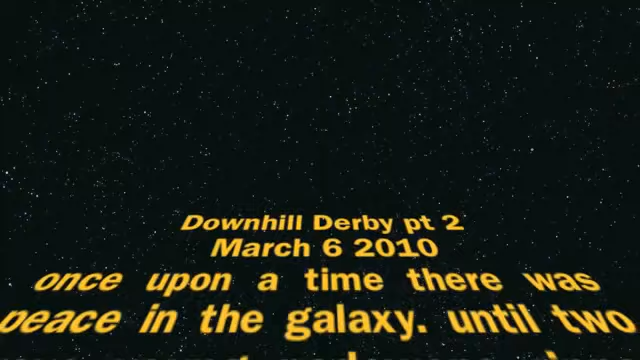 Downhill Derby pt 2
March 6 2010
once upon a time there was
peace in the galaxy. until two